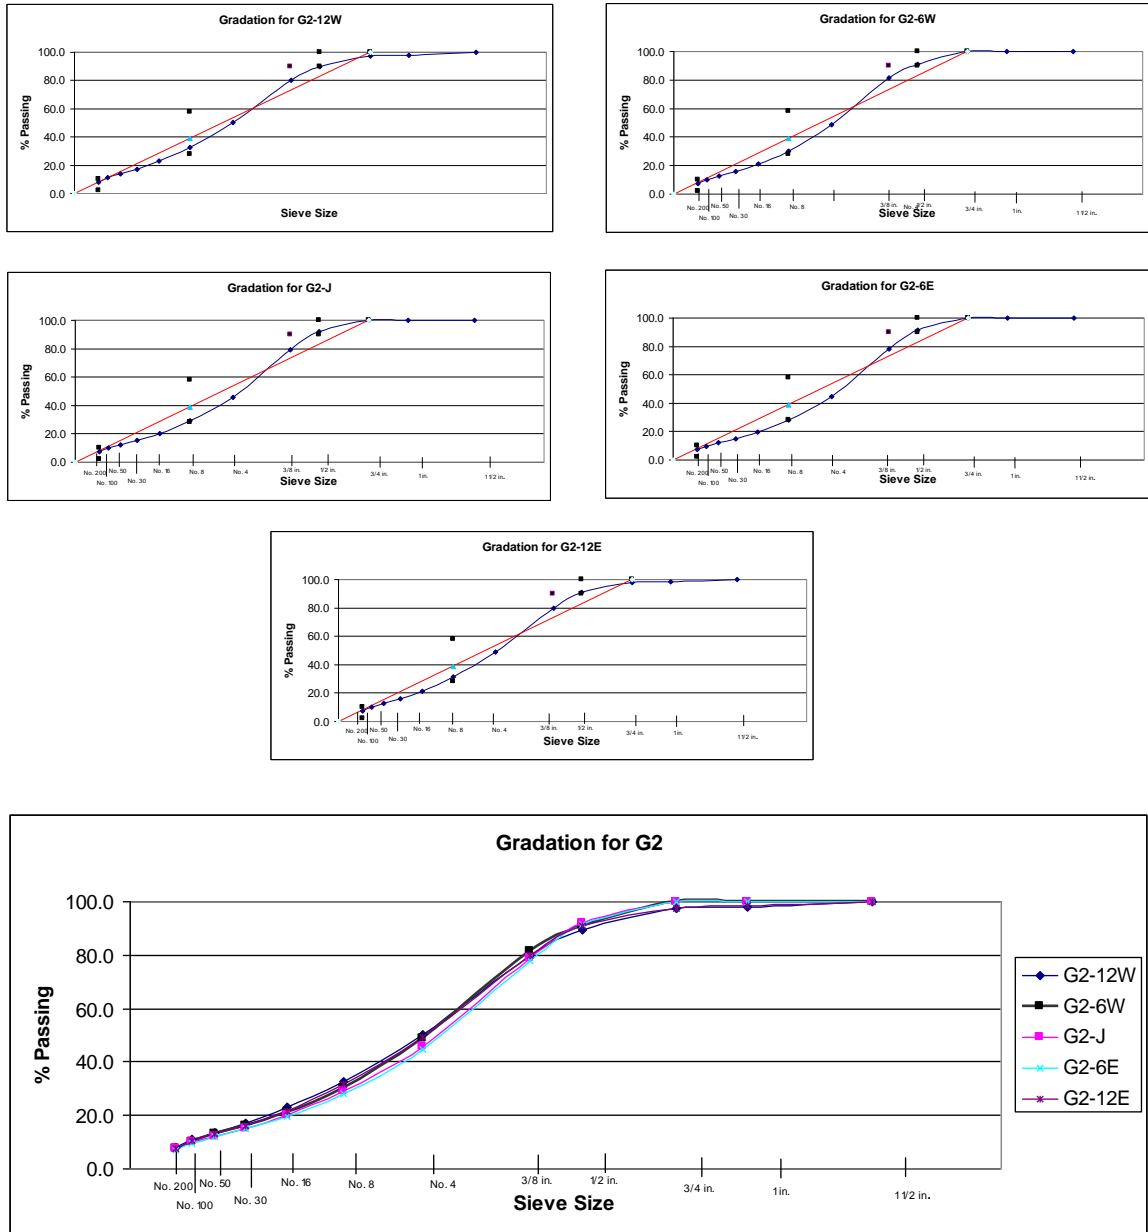 Gradation for G2-12W
100.0
80.0
60.0
40.0
20.0
0.0
% Passing
Sieve Size
Gradation for G2-6W
100.0
80.0
60.0
40.0
20.0
0.0
% Passing
No. 200
No. 100
No. 50
No. 30
No. 16
No. 8
3/8 in.
No. 4
1/2 in.
3/4 in.
1in.
11/2 in.
Sieve Size
Gradation for G2-J
100.0
80.0
60.0
40.0
20.0
0.0
% Passing
No. 200
No. 100
No. 50
No. 30
No. 16
No. 8
No. 4
3/8 in.
1/2 in.
3/4 in.
1in.
11/2 in.
Sieve Size
Gradation for G2-6E
100.0
80.0
60.0
40.0
20.0
0.0
% Passing
No. 200
No. 100
No. 50
No. 30
No. 16
No. 8
No. 4
3/8 in.
1/2 in.
3/4 in.
1in.
11/2 in.
Sieve Size
Gradation for G2-12E
100.0
80.0
60.0
40.0
20.0
0.0
% Passing
No. 200
No. 100
No. 50
No. 30
No. 16
No. 8
No. 4
3/8 in.
1/2 in.
3/4 in.
1in.
11/2 in.
Sieve Size
Gradation for G2
100.0
80.0
60.0
40.0
20.0
0.0
% Passing
No. 200
No. 100
No. 50
No. 30
No. 16
No. 8
No. 4
3/8 in.
1/2 in.
3/4 in.
1in.
11/2 in.
Sieve Size
G2-12W
G2-6W
G2-J
G2-6E
G2-12E